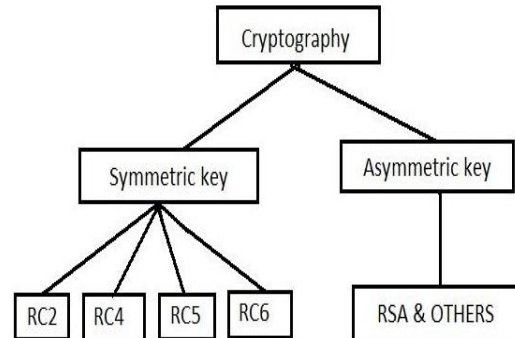 Cryptography
Symmetric key
Asymmetric key
RC2
RC4
RC5
RC6
RSA & OTHERS